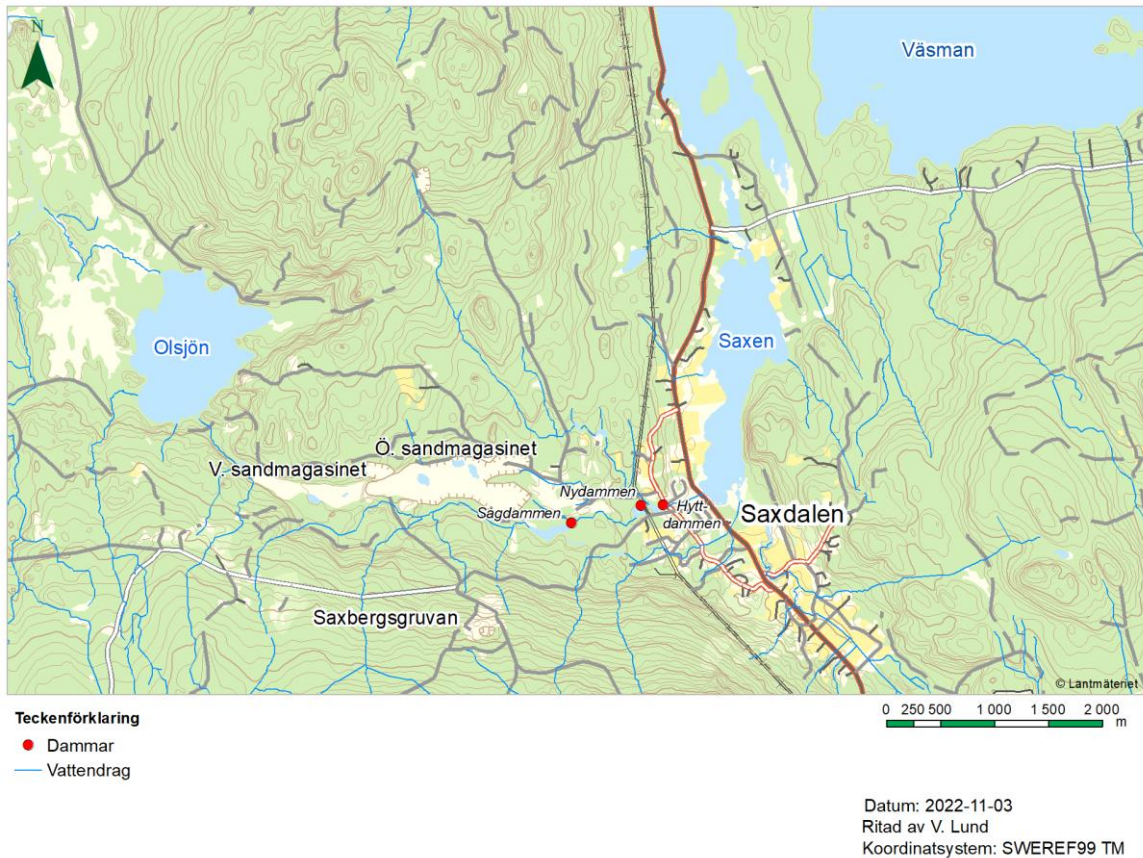 N
Väsman
Olsjön
Saxen
Ö. sandmagasinet
V. sandmagasinet
Nydammen
Sågdammen
Hytt-
dammen
Saxdalen
Saxbergsgruvan
© Lantmäteriet
Teckenförklaring
Dammar
Vattendrag
0 250 500 1 000 1 500 2 000
m
Datum: 2022-11-03
Ritad av V. Lund
Koordinatsystem: SWEREF99 TM